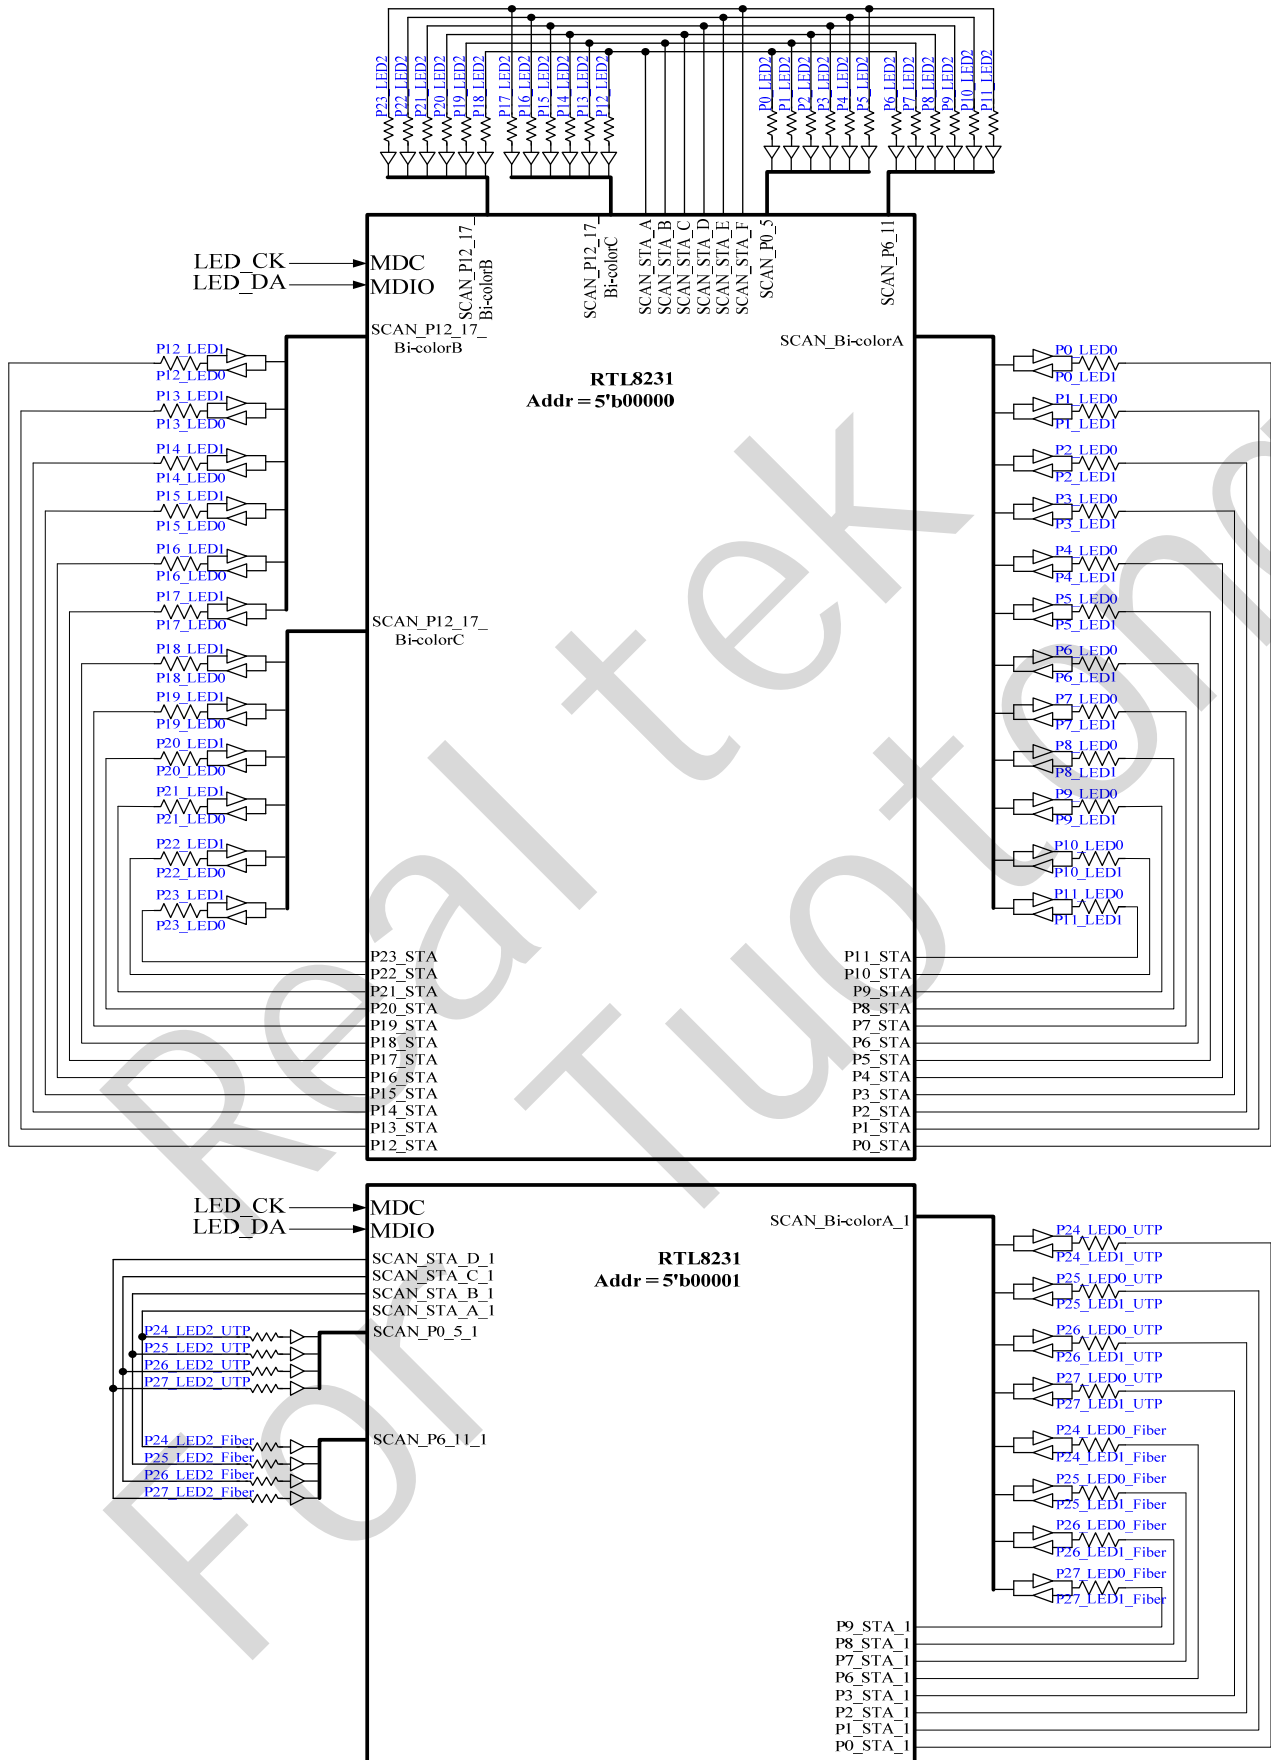 P23_LED2
P22_LED2
P21_LED2
P20_LED2
P19_LED2
P18_LED2
P17_LED2
P16_LED2
P15_LED2
P14_LED2
P13_LED2
P12_LED2
P0_LED2
P1_LED2
P2_LED2
P3_LED2
P4_LED2
P5_LED2
P6_LED2
P7_LED2
P8_LED2
P9_LED2
P10_LED2
P11_LED2
SCAN_P12_17_
Bi-colorB
SCAN_P12_17_
Bi-colorC
SCAN_STA_A
SCAN_STA_B
SCAN_STA_C
SCAN_STA_D
SCAN_STA_E
SCAN_STA_F
SCAN_P0_5
SCAN_P6_11
LED_CK
MDC
LED_DA
MDIO
SCAN_P12_17_
Bi-colorB
SCAN_Bi-colorA
RTL8231
Addr = 5'b00000
P12_LED1
P12_LED0
P13_LED1
P13_LED0
P14_LED1
P14_LED0
P15_LED1
P15_LED0
P16_LED1
P16_LED0
P17_LED1
P17_LED0
SCAN_P12_17_
Bi-colorC
P18_LED1
P18_LED0
P19_LED1
P19_LED0
P20_LED1
P20_LED0
P21_LED1
P21_LED0
P22_LED1
P22_LED0
P23_LED1
P23_LED0
P0_LED0
P0_LED1
P1_LED0
P1_LED1
P2_LED0
P2_LED1
P3_LED0
P3_LED1
P4_LED0
P4_LED1
P5_LED0
P5_LED1
P6_LED0
P6_LED1
P7_LED0
P7_LED1
P8_LED0
P8_LED1
P9_LED0
P9_LED1
P10_LED0
P10_LED1
P11_LED0
P11_LED1
P23_STA
P22_STA
P21_STA
P20_STA
P19_STA
P18_STA
P17_STA
P16_STA
P15_STA
P14_STA
P13_STA
P12_STA
P11_STA
P10_STA
P9_STA
P8_STA
P7_STA
P6_STA
P5_STA
P4_STA
P3_STA
P2_STA
P1_STA
P0_STA
LED_CK
MDC
LED_DA
MDIO
SCAN_Bi-colorA_1
RTL8231
Addr = 5'b00001
SCAN_STA_D_1
SCAN_STA_C_1
SCAN_STA_B_1
SCAN_STA_A_1
SCAN_P0_5_1
P24_LED2_UTP
P25_LED2_UTP
P26_LED2_UTP
P27_LED2_UTP
SCAN_P6_11_1
P24_LED2_Fiber
P25_LED2_Fiber
P26_LED2_Fiber
P27_LED2_Fiber
P24_LED0_UTP
P24_LED1_UTP
P25_LED0_UTP
P25_LED1_UTP
P26_LED0_UTP
P26_LED1_UTP
P27_LED0_UTP
P27_LED1_UTP
P24_LED0_Fiber
P24_LED1_Fiber
P25_LED0_Fiber
P25_LED1_Fiber
P26_LED0_Fiber
P26_LED1_Fiber
P27_LED0_Fiber
P27_LED1_Fiber
P9_STA_1
P8_STA_1
P7_STA_1
P6_STA_1
P3_STA_1
P2_STA_1
P1_STA_1
P0_STA_1
Realtek
For Tuoton